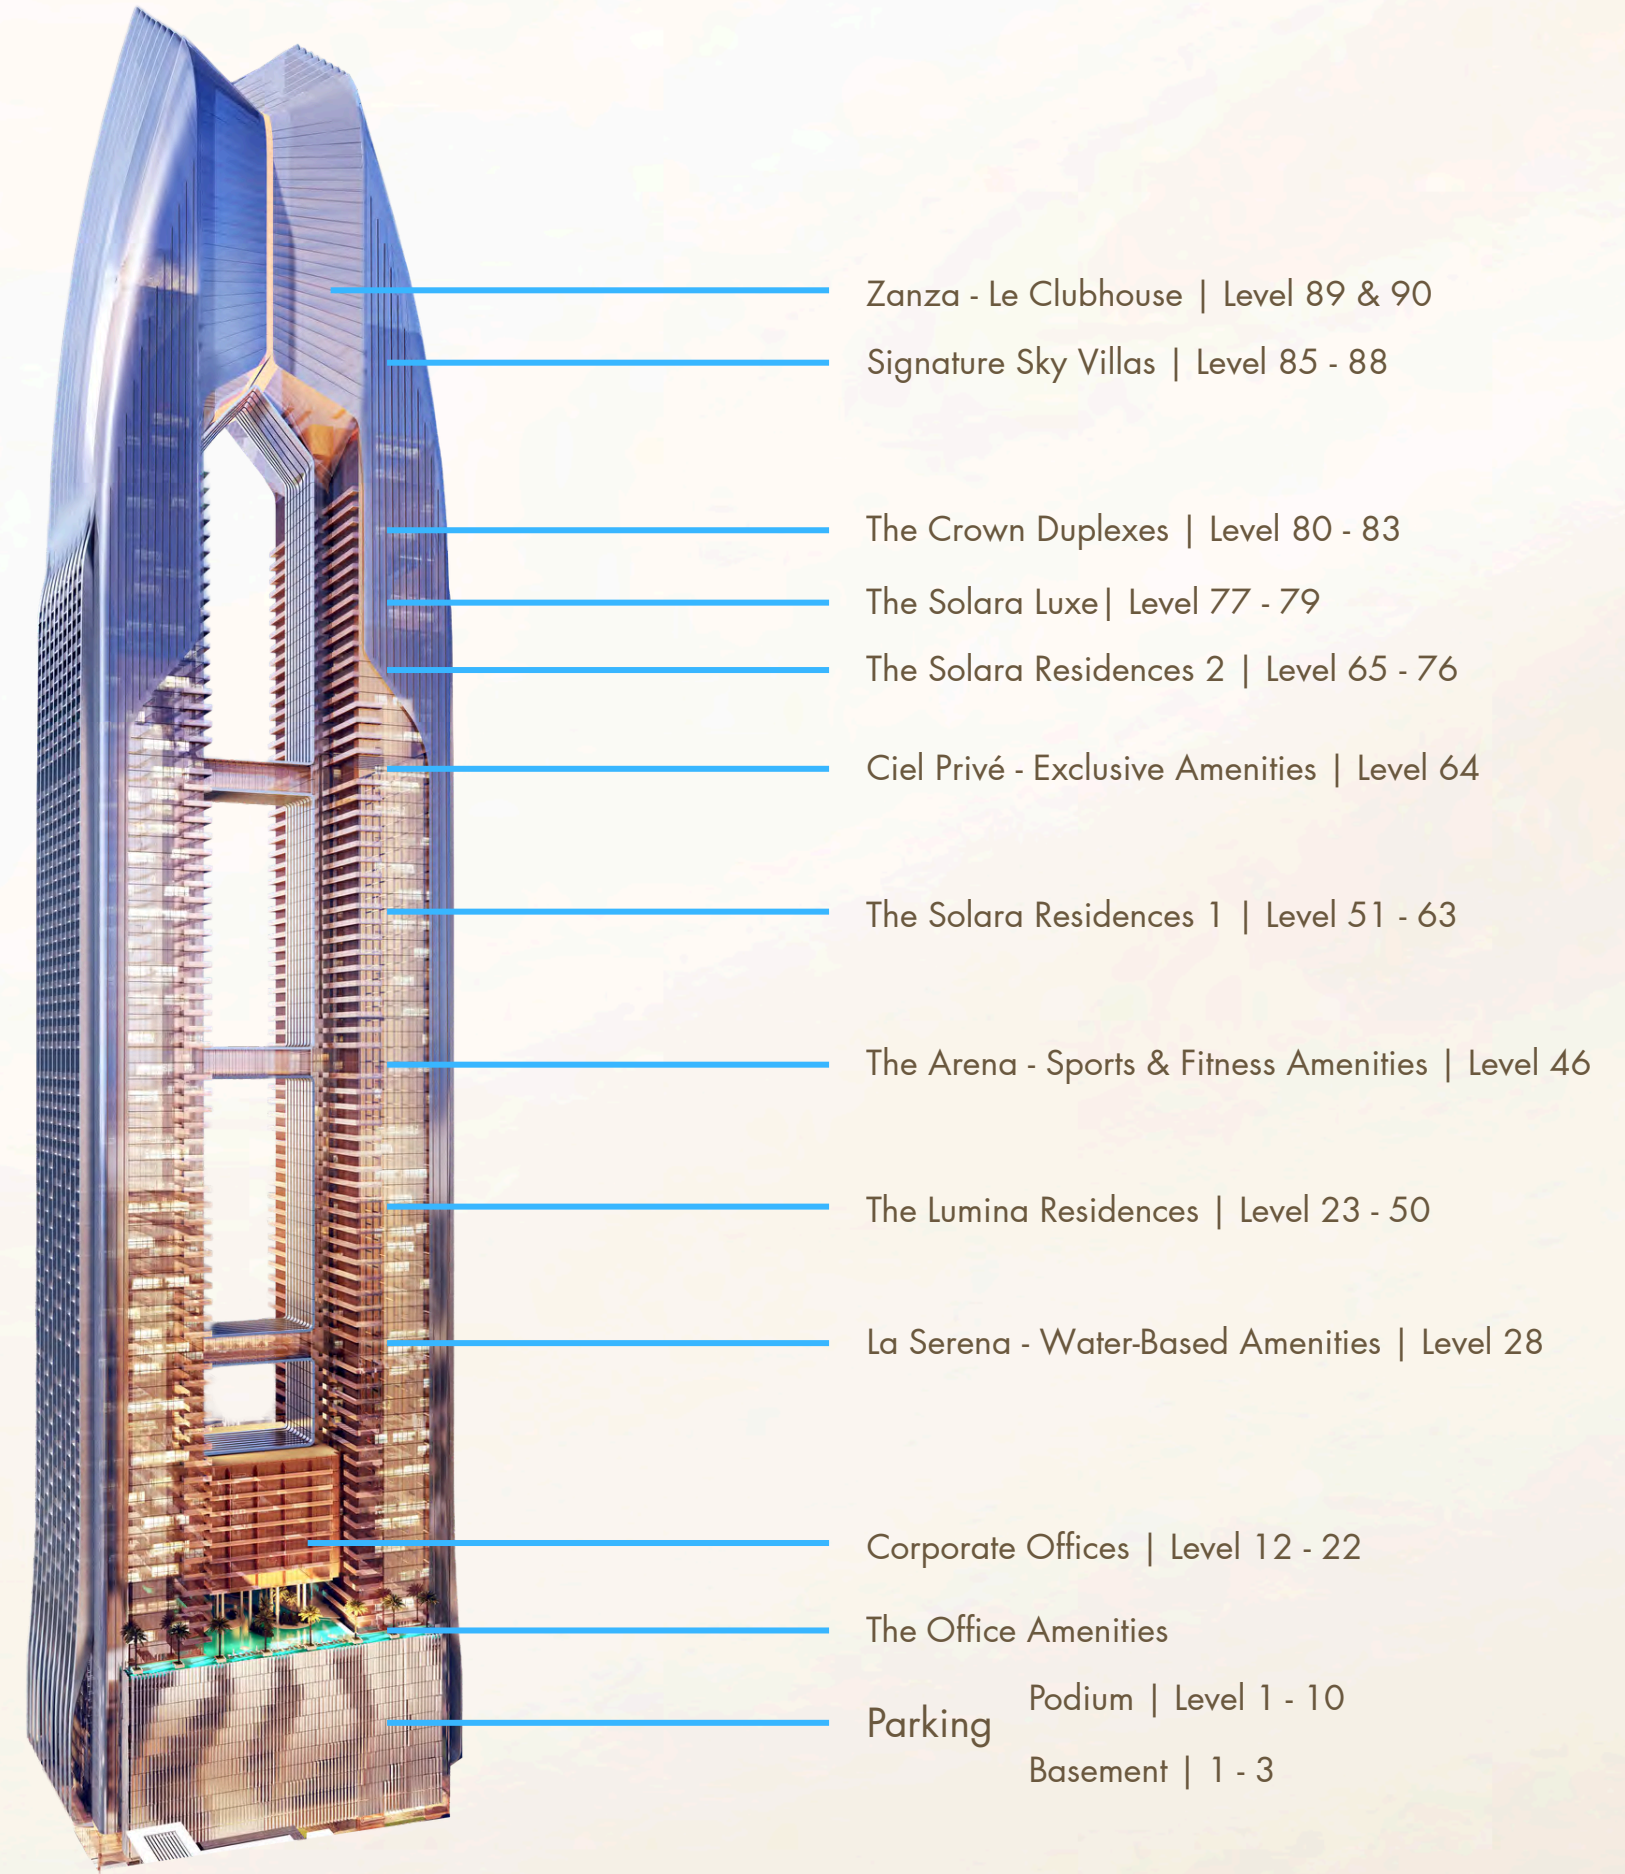 Zanza - Le Clubhouse | Level 89 & 90
Signature Sky Villas | Level 85 - 88
The Crown Duplexes | Level 80 - 83
The Solara Luxe| Level 77 - 79
The Solara Residences 2 | Level 65 - 76
Ciel Privé - Exclusive Amenities | Level 64
The Solara Residences 1 | Level 51 - 63
The Arena - Sports & Fitness Amenities | Level 46
The Lumina Residences | Level 23 - 50
La Serena - Water-Based Amenities | Level 28
Corporate Offices | Level 12 - 22
The Office Amenities
Parking
Podium | Level 1 - 10
Basement | 1 - 3